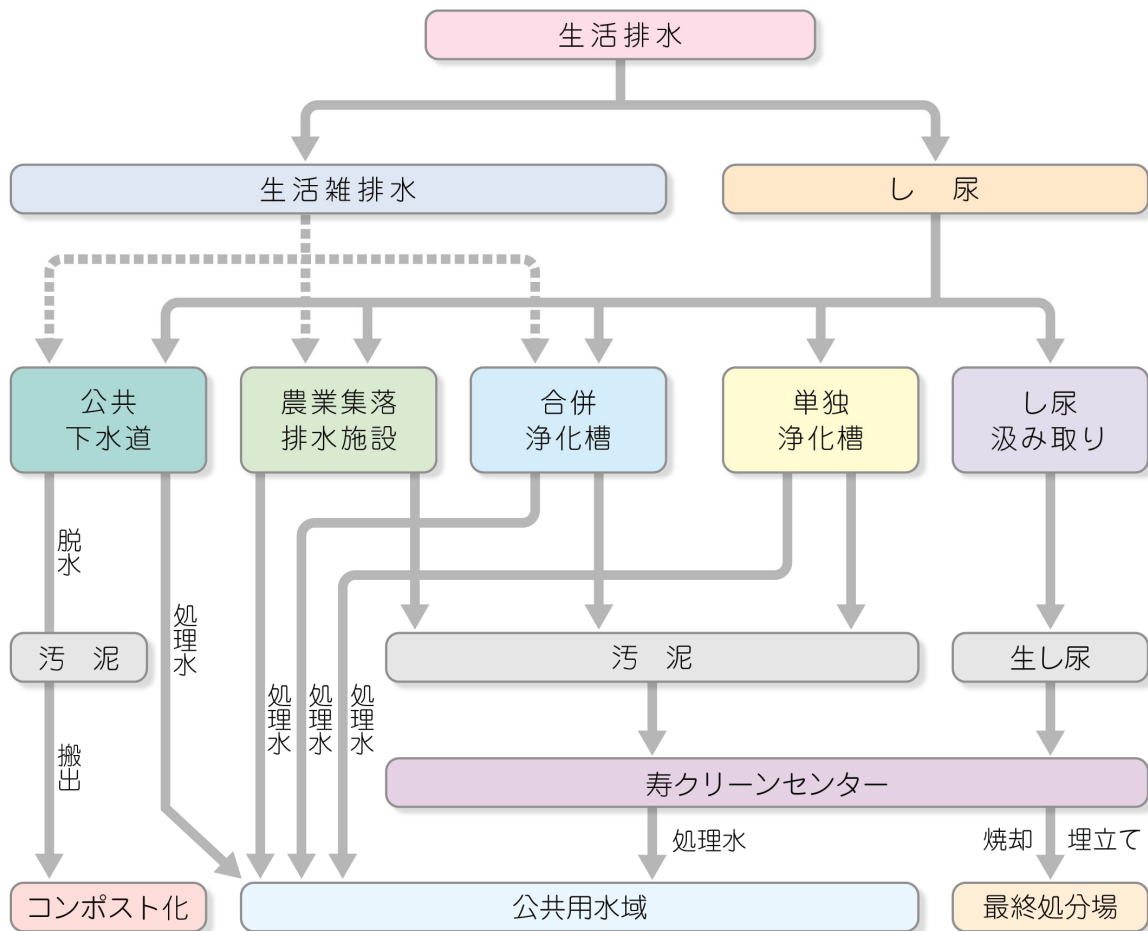 生活排水
生活雑排水
し 尿
公共
下水道
農業集落
排水施設
合併
浄化槽
単独
浄化槽
し尿
汲み取り
脱水
処理水
汚 泥
汚 泥
生し尿
処理水
処理水
処理水
搬出
寿クリーンセンター
処理水
焼却
埋立て
コンポスト化
公共用水域
最終処分場